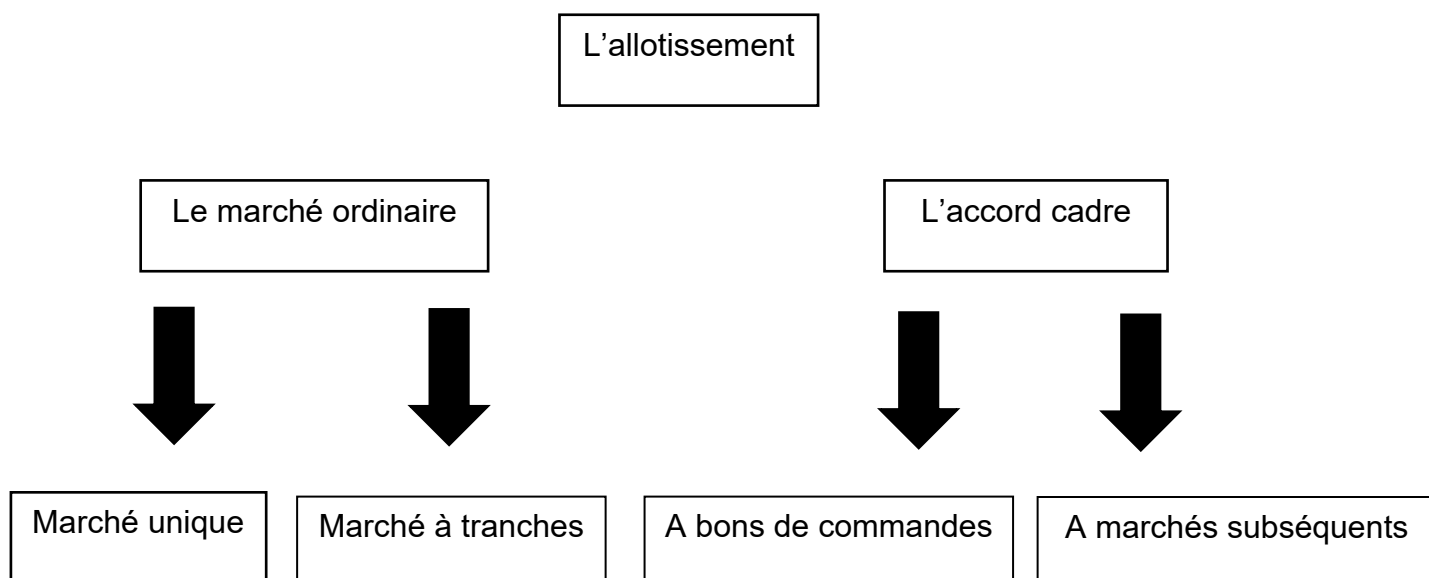 L’allotissement
Le marché ordinaire
L’accord cadre
Marché unique
Marché à tranches
A bons de commandes
A marchés subséquents